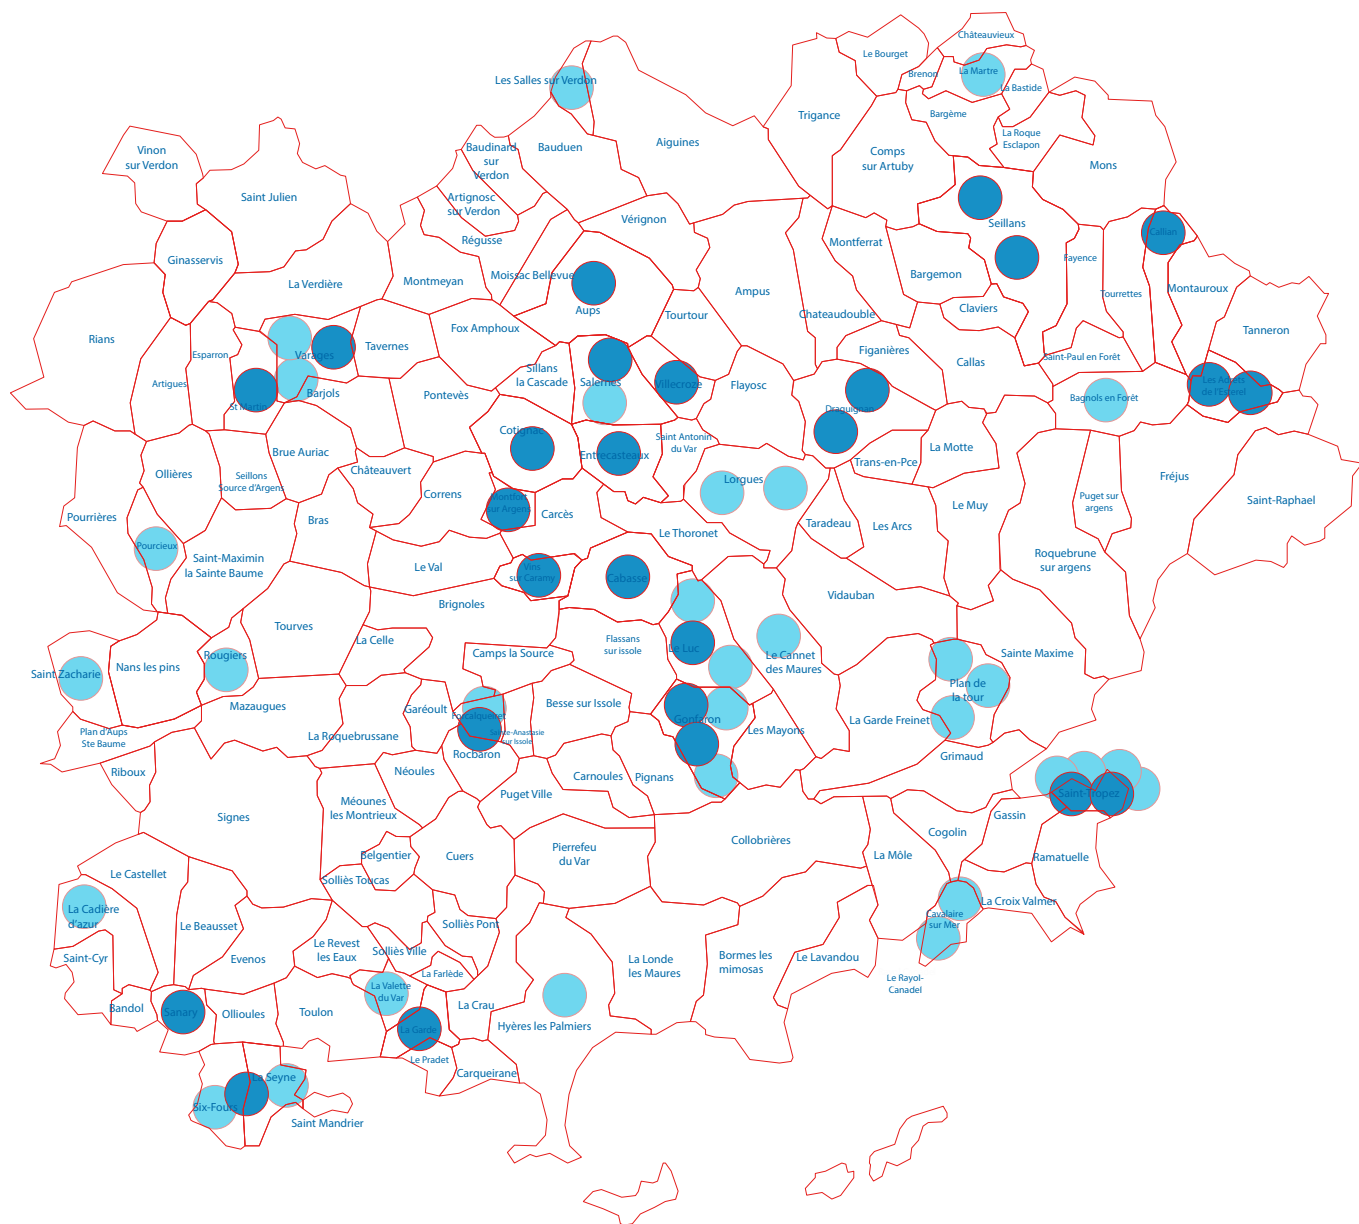 Châteauvieux
Le Bourget
Brenon
La Martre
La Bastide
Les Salles sur Verdon
Trigance
Bargème
La Roque
Esclapon
Aiguines
Bauduen
Baudinard
sur
Verdon
Comps
sur Artuby
Mons
Vinon
sur Verdon
Saint Julien
Artignosc
sur Verdon
Vérignon
Seillans
Callian
Régusse
Montferrat
Ginasservis
Fayence
Moissac Bellevue
Bargemon
La Verdière
Montmeyan
Ampus
Montauroux
Tourrettes
Aups
Tourtour
Chateaudouble
Claviers
Rians
Fox Amphoux
Tanneron
Esparron
Varages
Tavernes
Figanières
Saint-Paul en Forêt
Callas
Artigues
Sillans
la Cascade
Salernes
Villecroze
Flayosc
Les Adrets
de l'Esterel
St Martin
Barjols
Pontevès
Bagnols en Forêt
Draguignan
Cotignac
Saint Antonin
du Var
Brue Auriac
Entrecasteaux
La Motte
Trans-en-Pce
Ollières
Seillons
Source d'Argens
Châteauvert
Lorgues
Fréjus
Correns
Montfort
sur Argens
Puget sur
argens
Saint-Raphael
Le Muy
Pourrières
Bras
Carcès
Taradeau
Les Arcs
Le Thoronet
Pourcieux
Saint-Maximin
la Sainte Baume
Le Val
Vins
sur Caramy
Cabasse
Roquebrune
sur argens
Brignoles
Vidauban
Tourves
La Celle
Flassans
sur issole
Le Luc
Le Cannet
des Maures
Sainte Maxime
Saint Zacharie
Nans les pins
Rougiers
Camps la Source
Plan de
la tour
Mazaugues
Garéoult
Forcalqueiret
Besse sur Issole
Gonfaron
Les Mayons
La Garde Freinet
Plan d'Aups
Ste Baume
La Roquebrussane
Sainte-Anastasie
sur Issole
Rocbaron
Grimaud
Riboux
Néoules
Carnoules
Pignans
Puget Ville
Saint-Tropez
Signes
Méounes
les Montrieux
Gassin
Cogolin
Collobrières
Belgentier
Cuers
Pierrefeu
du Var
La Môle
Ramatuelle
Le Castellet
Solliès Toucas
La Cadière
d'azur
La Croix Valmer
Cavalaire
sur Mer
Le Beausset
Solliès Pont
Le Revest
les Eaux
Solliès Ville
Saint-Cyr
Evenos
La Londe
les Maures
Bormes les
mimosas
Le Lavandou
La Farlède
La Valette
du Var
Le Rayol-
Canadel
Bandol
Sanary
Ollioules
Toulon
La Crau
Hyères les Palmiers
La Garde
Le Pradet
Carqueirane
La Seyne
Six-Fours
Saint Mandrier